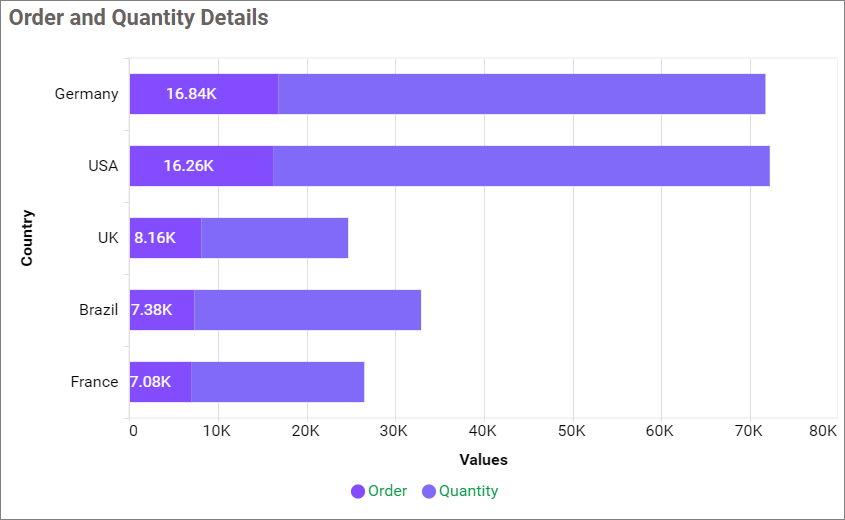 Order and Quantity Details
Germany
16.84K
USA
16.26K
UK
8.16K
Brazil
7.38K
France
7.08K
Country
0 10K 20K 30K 40K 50K 60K 70K 80K
Values
Order Quantity